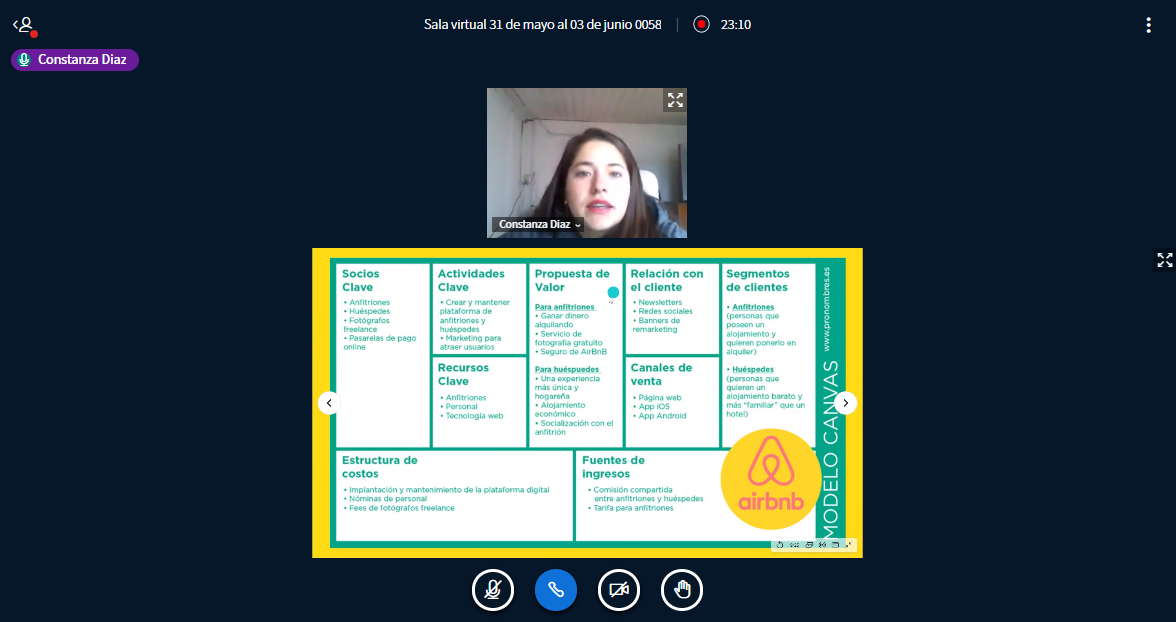 Sala virtual 31 de mayo al 03 de junio 0058
23:10
Constanza Diaz
Constanza Diaz
Socios
Clave
• Anfitriones
• Huéspedes
• Fotógrafos
freelance
• Pasarelas de pago
online
Actividades
Clave
• Crear y mantener
plataforma de
anfitriones y
huéspedes
• Marketing para
atraer usuarios
Recursos
Clave
• Anfitriones
• Personal
• Tecnología web
Propuesta de
Valor
Para anfitriones
• Ganar dinero
alquilando
• Servicio de
fotografía gratuito
• Seguro de AirBnB
Para huéspuedes
• Una experiencia
más única y
hogareña
• Alojamiento
económico
• Socialización con el
anfitrión
Relación con
el cliente
• Newsletters
• Redes sociales
• Banners de
remarketing
Canales de
venta
• Página web
• App iOS
• App Android
Segmentos
de clientes
• Anfitriones
(personas que
poseen un
alojamiento y
quieren ponerlo en
alquiler)
• Huéspedes
(personas que
quieren un
alojamiento barato y
más "familiar" que un
hotel)
Estructura de
costos
• Implantación y mantenimiento de la plataforma digital
• Nóminas de personal
• Fees de fotógrafos freelance
Fuentes de
ingresos
• Comisión compartida
entre anfitriones y huéspedes
• Tarifa para anfitriones
airbnb
MODELO CANVAS
www.pronombres.es